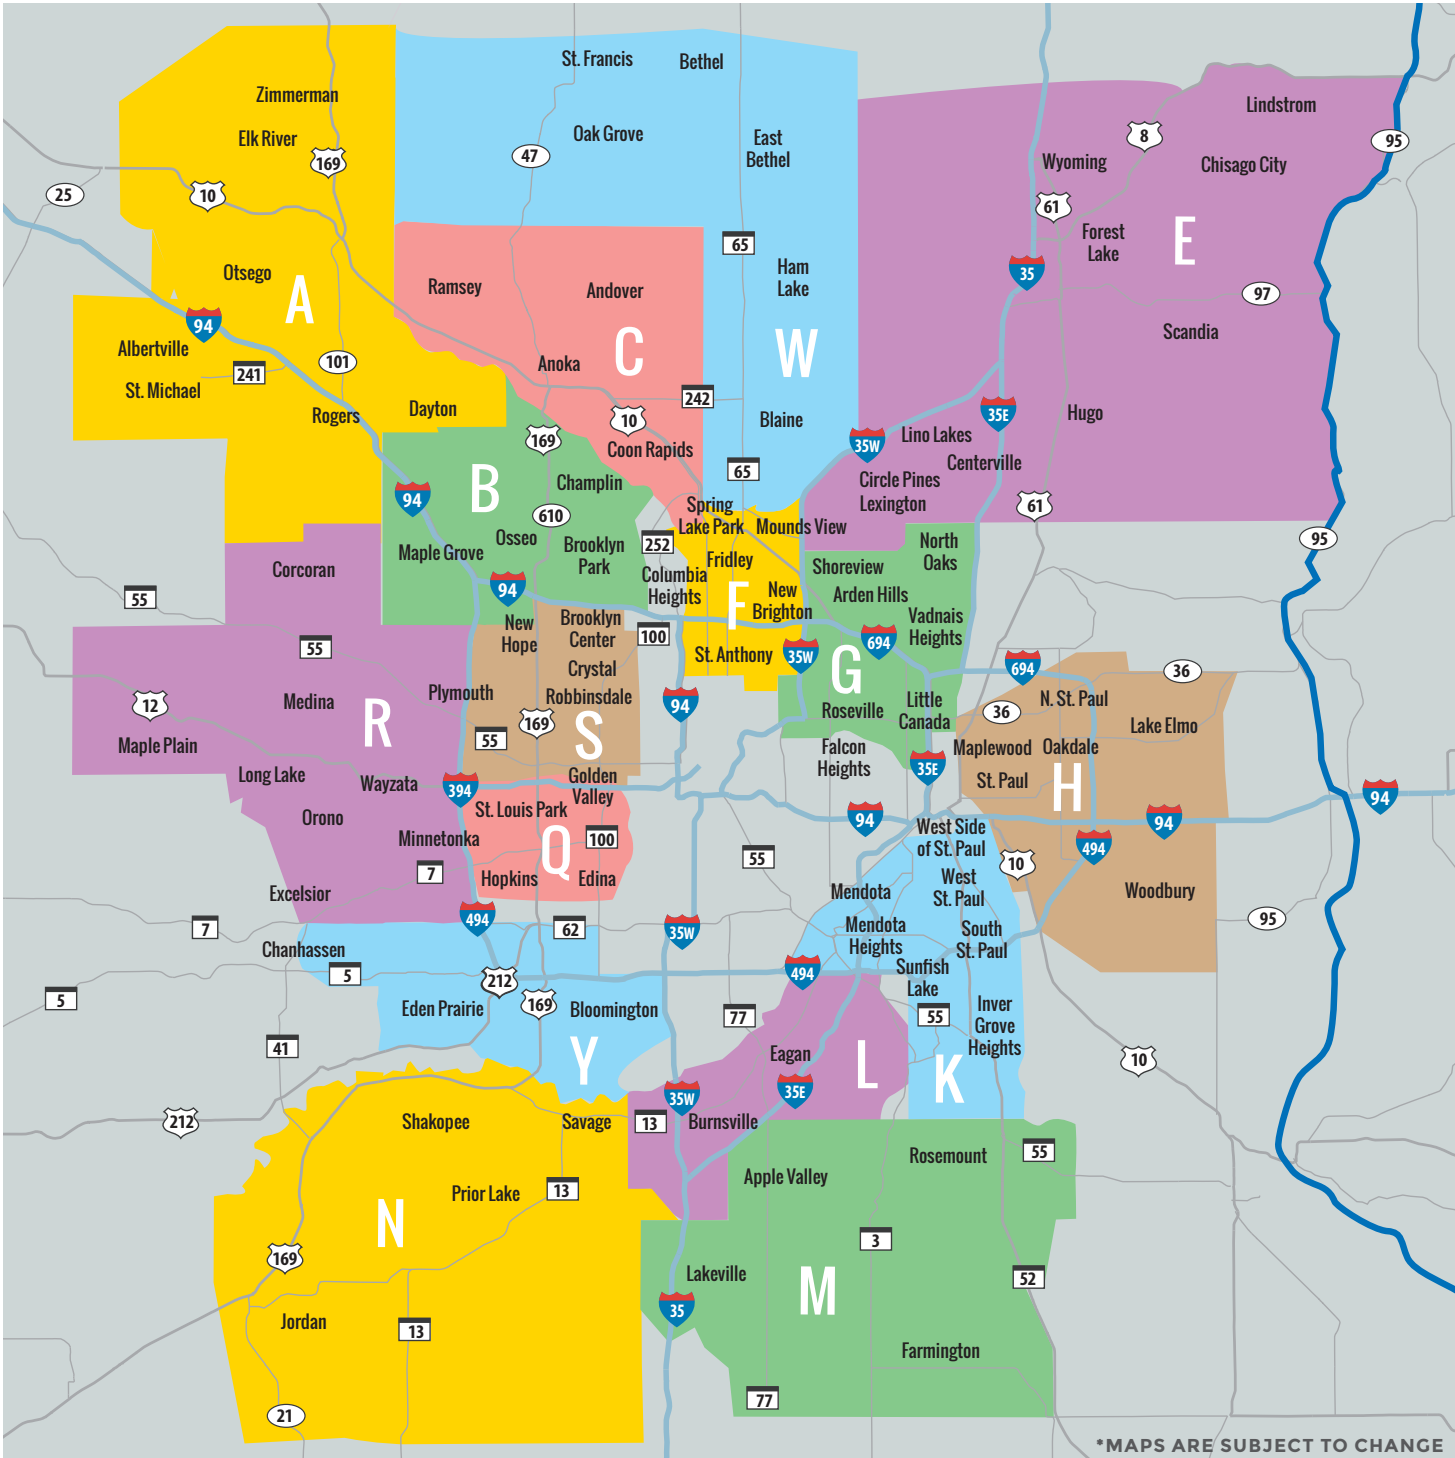 St. Francis
Bethel
Zimmerman
Lindstrom
Elk River
Oak Grove
East
Bethel
8
95
169
47
Wyoming
Chisago City
25
10
61
Forest
Lake
E
65
Otsego
Ham
Lake
35
A
Ramsey
Andover
97
94
Scandia
Albertville
C
W
101
Anoka
241
St. Michael
242
Rogers
Dayton
10
Blaine
35E
Hugo
169
Coon Rapids
35W
Lino Lakes
Centerville
65
B
Champlin
Circle Pines
Lexington
94
Spring
Lake Park
Mounds View
61
610
Osseo
252
North
Oaks
95
Maple Grove
Brooklyn
Park
Fridley
Shoreview
Corcoran
Columbia
Heights
94
F
New
Brighton
Arden Hills
55
Vadnais
Heights
New
Hope
Brooklyn
Center
100
694
55
Crystal
St. Anthony
35W
G
694
36
Plymouth
Robbinsdale
Medina
R
12
94
Little
Canada
N. St. Paul
169
Roseville
36
Lake Elmo
Maple Plain
55
S
Falcon
Heights
Maplewood
Oakdale
Long Lake
Wayzata
394
Golden
Valley
35E
St. Paul
H
94
St. Louis Park
Orono
94
94
Minnetonka
100
West Side
of St. Paul
494
Q
55
10
7
Hopkins
Edina
Mendota
West
St. Paul
Woodbury
Excelsior
494
95
7
62
35W
Mendota
Heights
South
St. Paul
Chanhassen
5
212
494
Sunfish
Lake
5
Eden Prairie
169
Bloomington
77
55
Inver
Grove
Heights
41
Y
Eagan
L
K
10
35W
35E
212
Shakopee
Savage
13
Burnsville
Rosemount
55
Apple Valley
Prior Lake
13
N
3
169
Lakeville
52
M
35
Jordan
13
Farmington
77
21
*MAPS ARE SUBJECT TO CHANGE